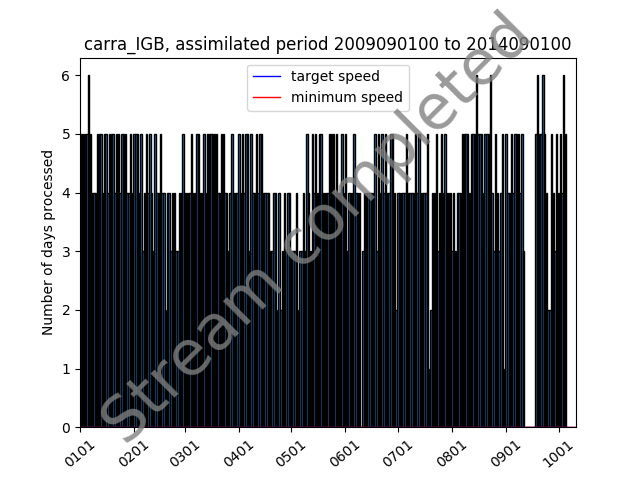 carra_IGB, assimilated period 2009090100 to 2014090100
target speed
minimum speed
Number of days processed
6
5
4
3
2
1
0
0101 0201 0301 0401 0501 0601 0701 0801 0901 1001
Stream completed